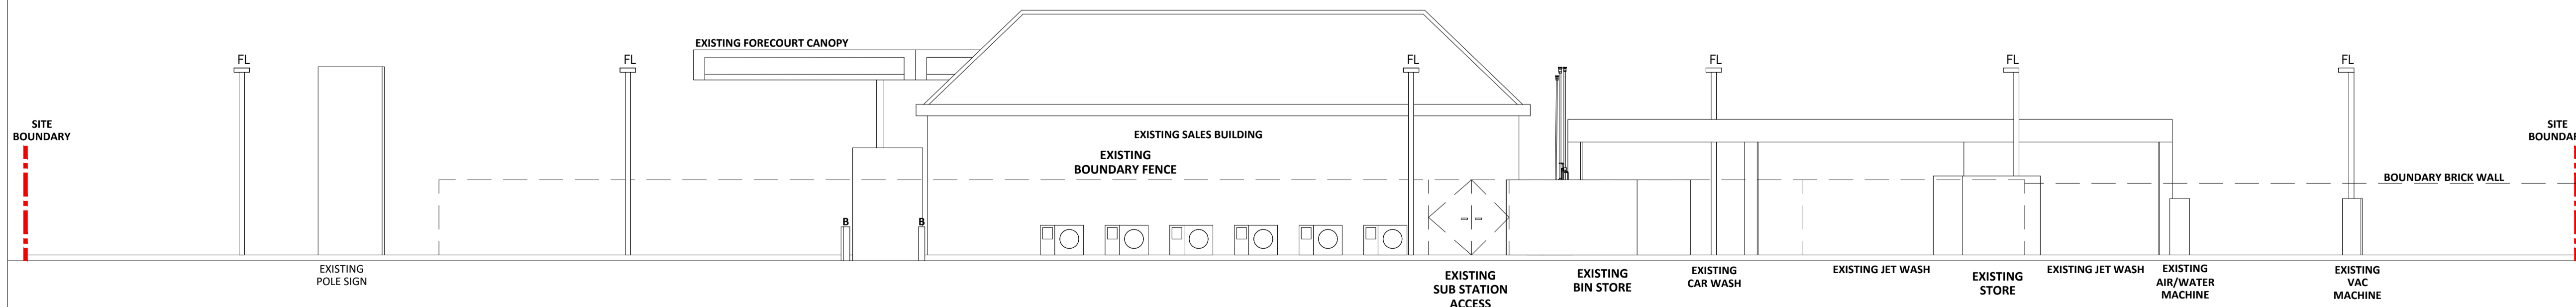 EXISTING FORECOURT CANOPY
FL
FL
FL
FL
FL
FL
SITE
BOUNDARY
EXISTING SALES BUILDING
EXISTING
BOUNDARY FENCE
SITE
BOUNDAR
BOUNDARY BRICK WALL
B
B
EXISTING
POLE SIGN
EXISTING
SUB STATION
ACCESS
EXISTING
BIN STORE
EXISTING
CAR WASH
EXISTING JET WASH
EXISTING
STORE
EXISTING JET WASH
EXISTING
AIR/WATER
MACHINE
EXISTING
VAC
MACHINE